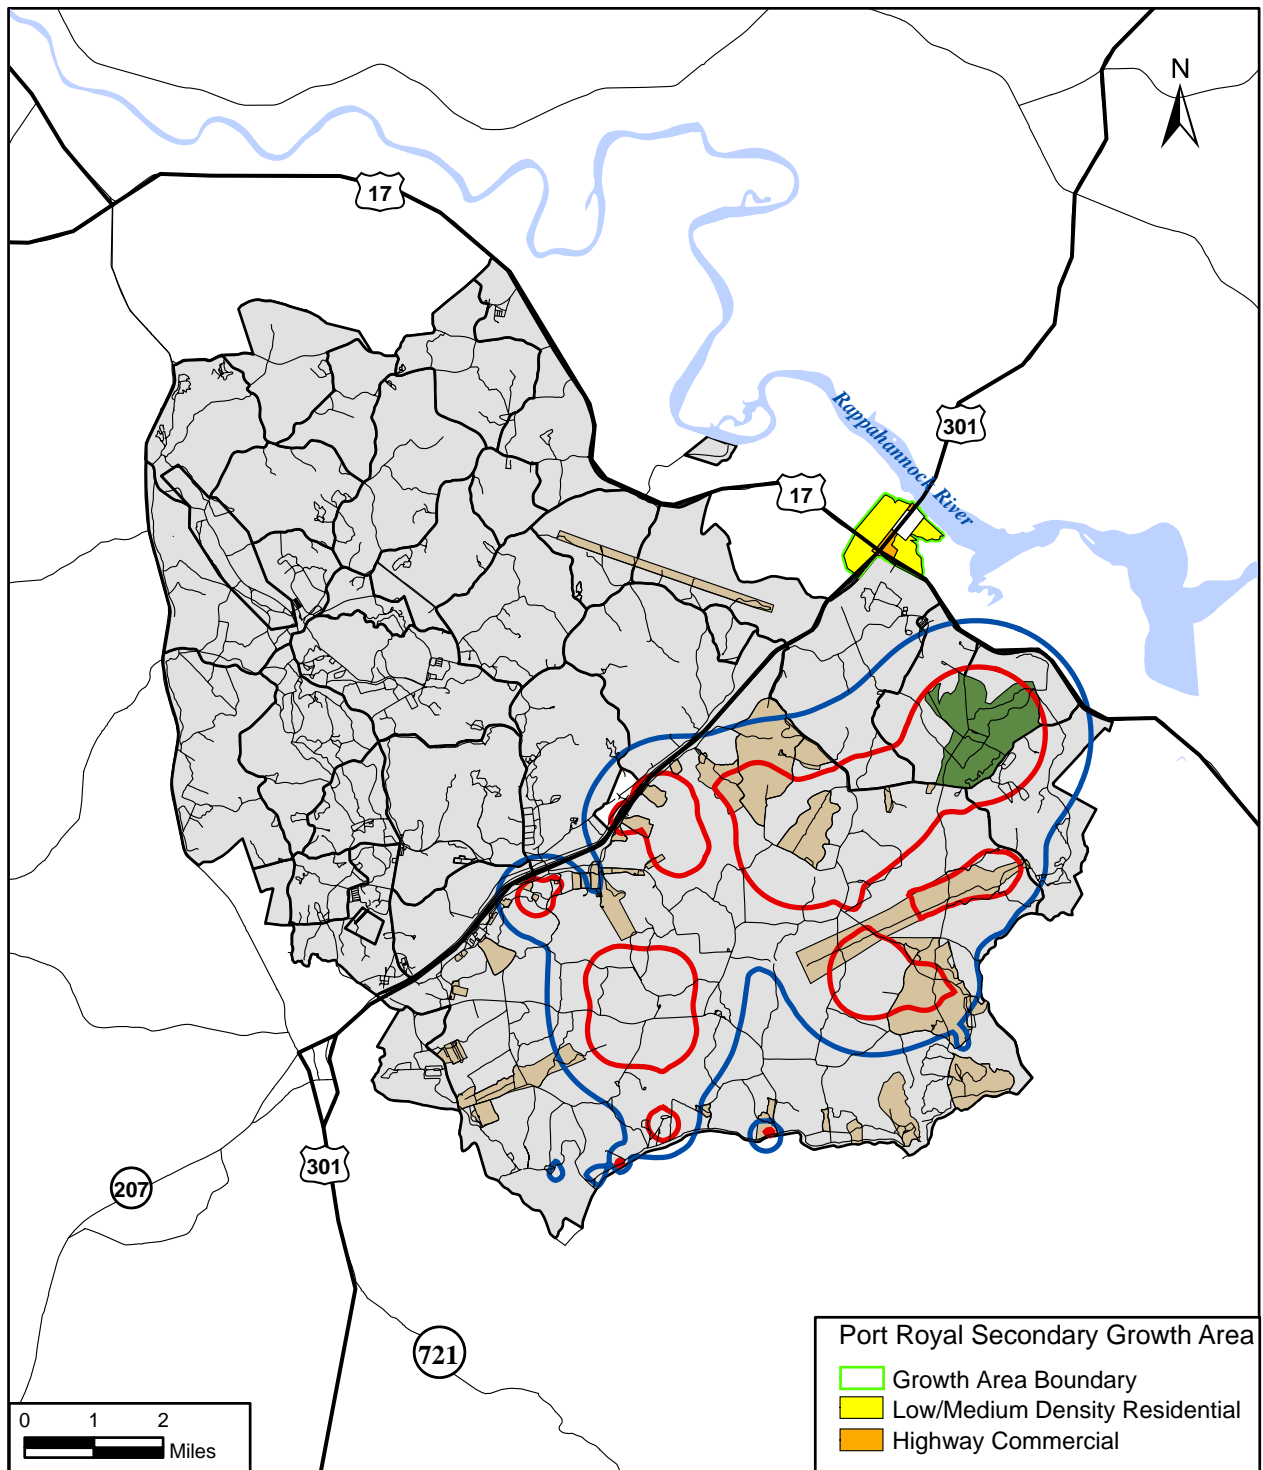 N
17
Rappahannock River
301
17
301
207
721
Port Royal Secondary Growth Area
Growth Area Boundary
Low/Medium Density Residential
Highway Commercial
0 1 2
Miles